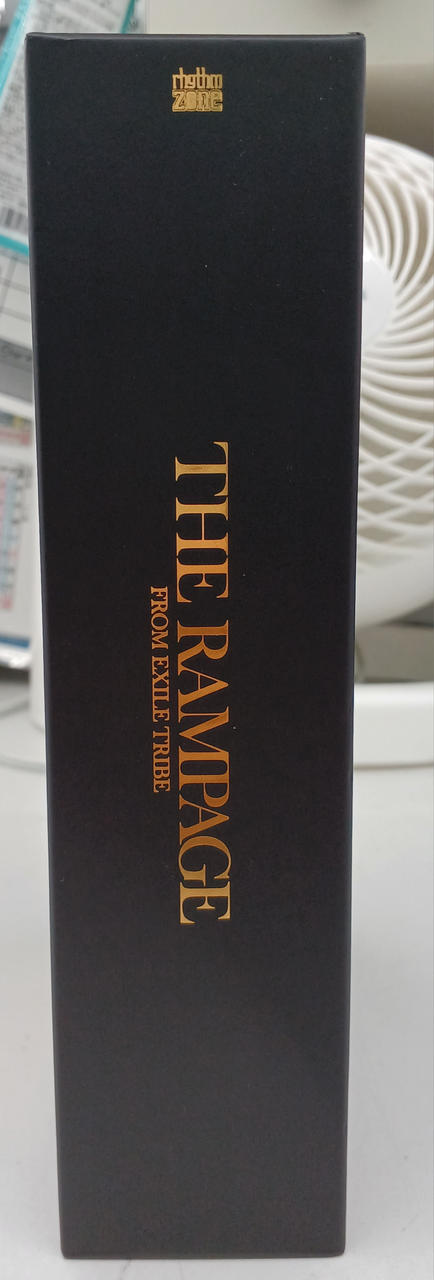 rhythm
zone
THE RAMPAGE
FROM EXILE TRIBE